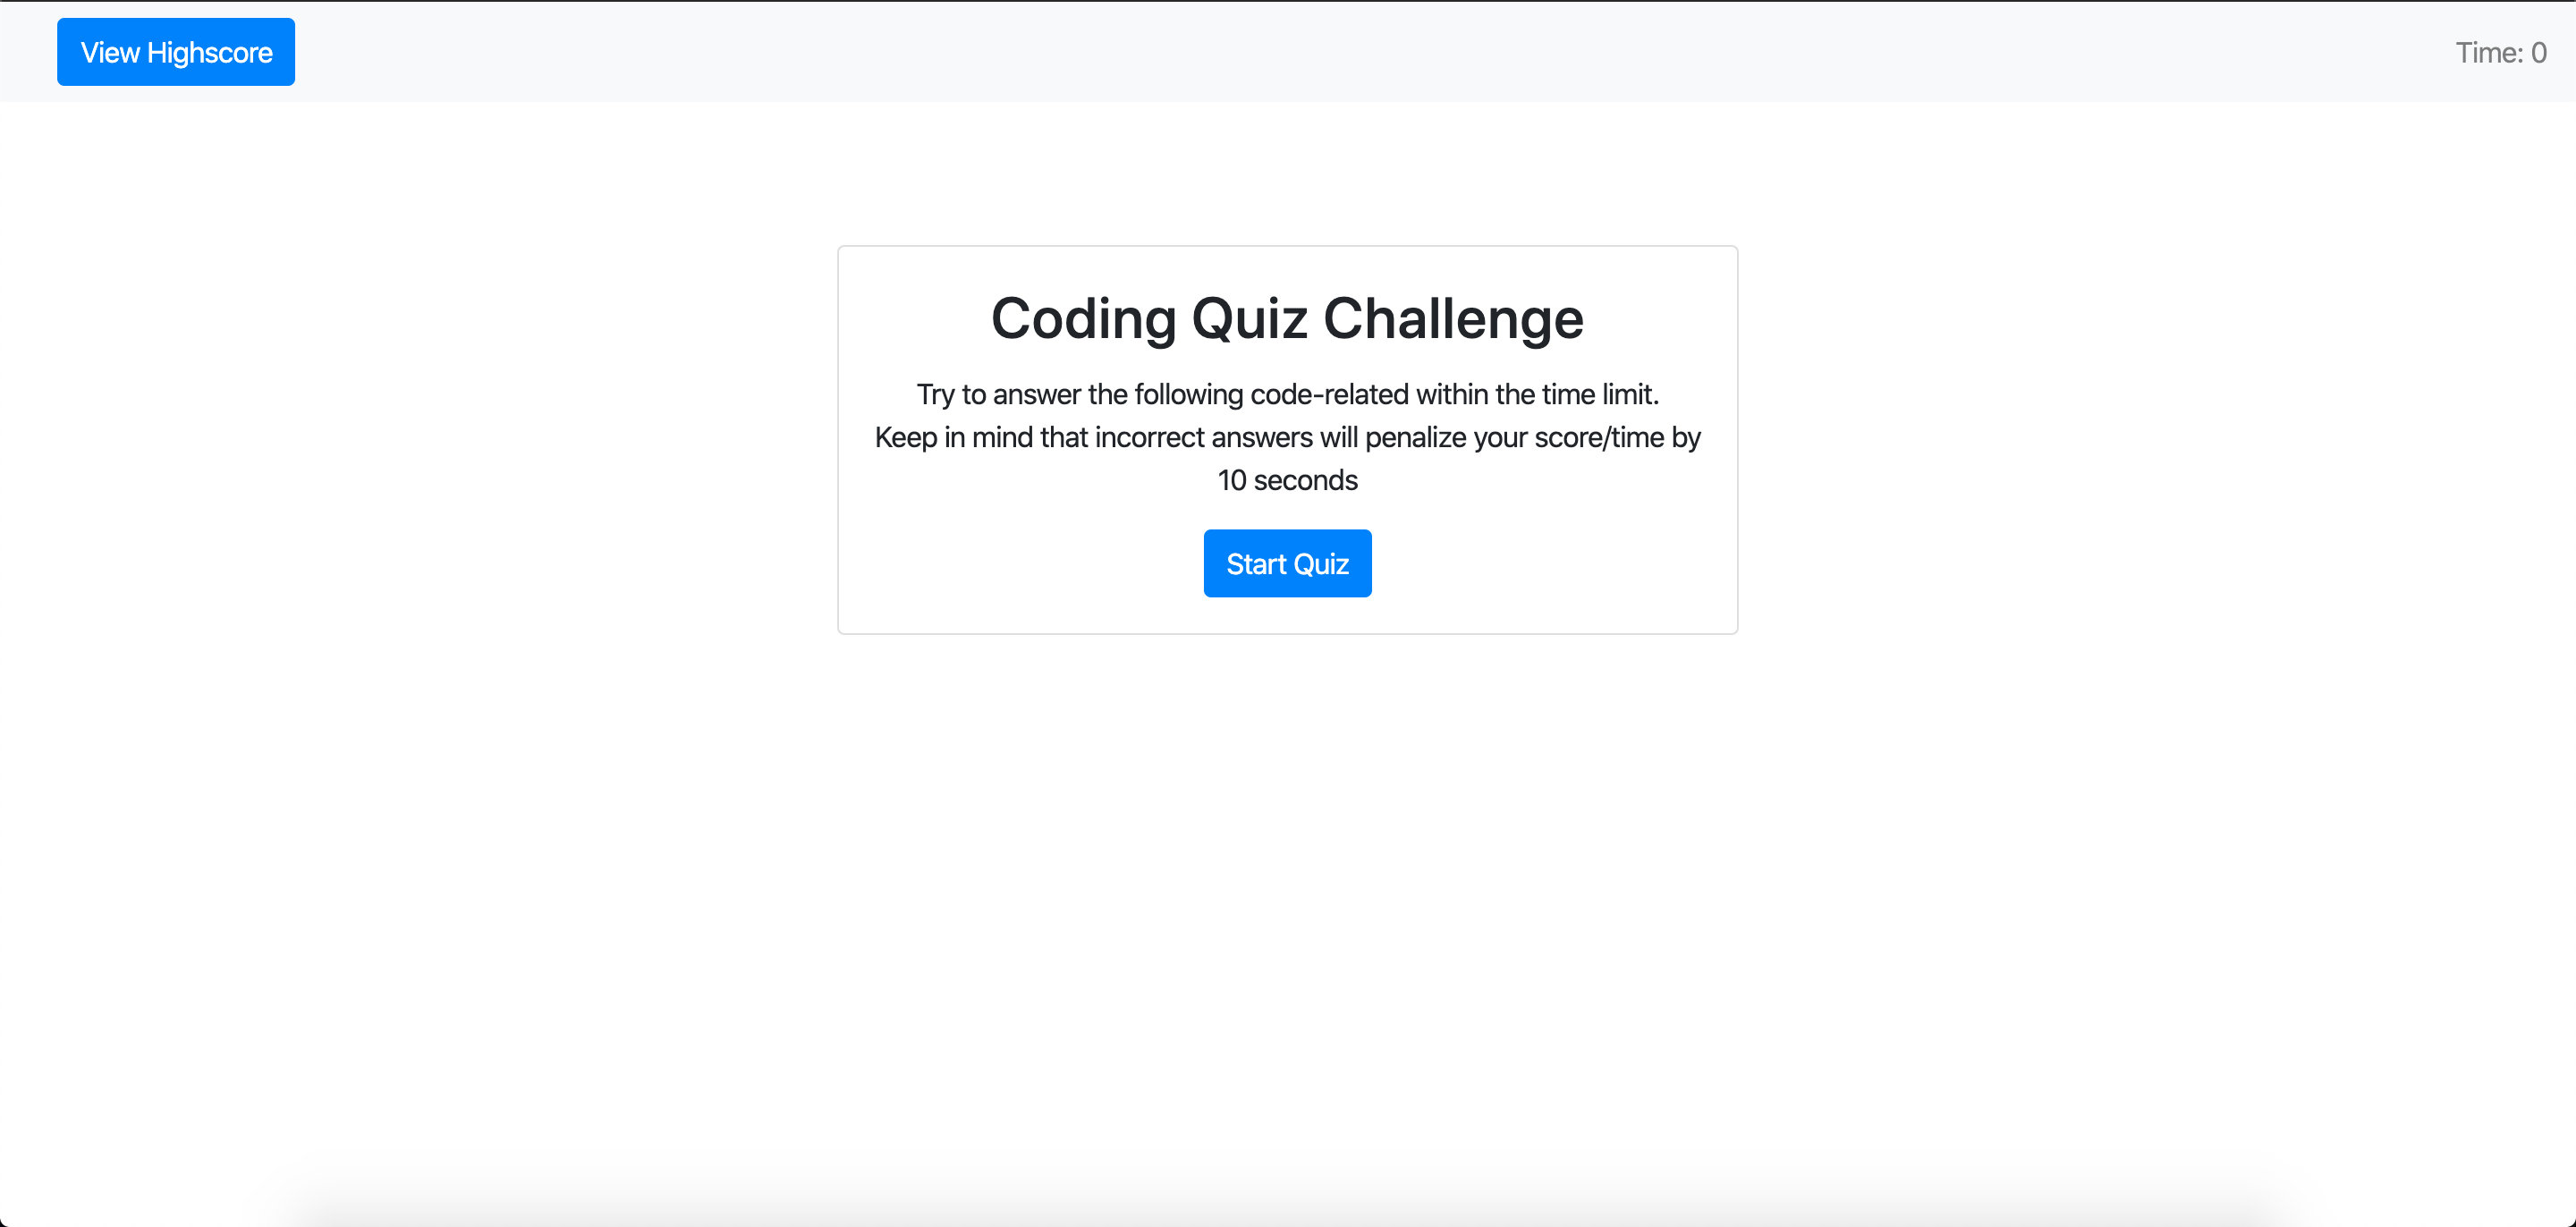 View Highscore
Time: 0
Coding Quiz Challenge
Try to answer the following code-related within the time limit.
Keep in mind that incorrect answers will penalize your score/time by
10 seconds
Start Quiz